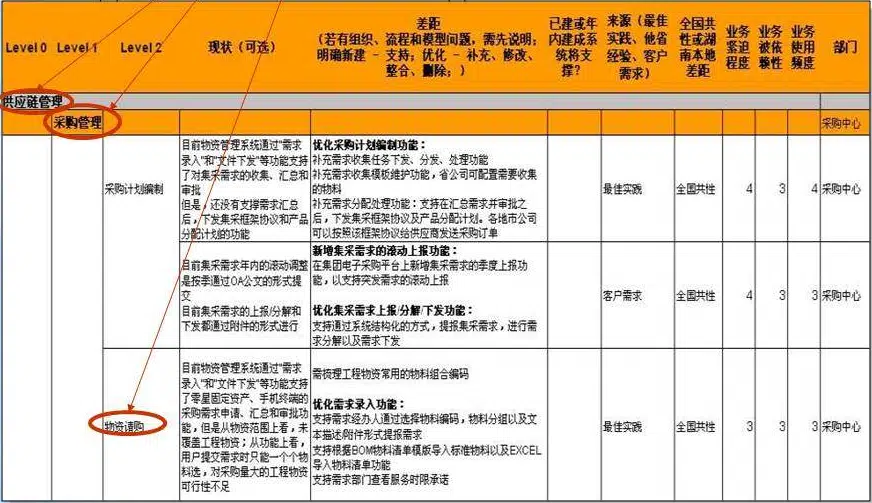 Level 0 Level 1 Level 2 现状（可选） 差距
（若有组织、流程和模型问题，需先说明；
明确新建 - 支持；优化 - 补充、修改、
整合、删除；） 已建或年
内建成系
统将支
撑？ 来源（最佳
实践、他省
经验、客户
需求） 全国共
性或湖
南本地
差距 业务
紧迫
程度 业务
被依
赖性 业务
使用
频度 部门
供应链管理
采购管理 采购中心
采购计划编制
目前物资管理系统通过"需求
录入"和"文件下发"等功能支持
了对集采需求的收集、汇总和
审批
但是，还没有支撑需求汇总
后，下发集采框架协议和产品
分配计划的功能
优化采购计划编制功能：
补充需求收集任务下发、分发、处理功能
补充需求收集模板维护功能，省公司可配置需要收集
的物料
补充需求分配处理功能：支持在汇总需求并审批之
后，下发集采框架协议及产品分配计划。各地市公司
可以按照该框架协议给供应商发送采购订单
最佳实践 全国共性 4 3 4 采购中心
目前集采需求年内的滚动调整
是按季通过OA公文的形式提
交
目前集采需求的上报/分解和
下发都通过附件的形式进行
新增集采需求的滚动上报功能：
在集团电子采购平台上新增集采需求的季度上报功
能，以支持突发需求的滚动上报
优化集采需求上报/分解/下发功能：
支持通过系统结构化的方式，提报集采需求，进行需
求分解以及需求下发
客户需求 全国共性 4 3 3 采购中心
物资请购
目前物资管理系统通过"需求
录入"和"文件下发"等功能支持
了零星固定资产、手机终端的
采购需求申请、汇总和审批功
能，但是从物资范围上看，未
覆盖工程物资；从功能上看，
用户提交需求时只能一个个物
料选，对采购量大的工程物资
可行性不足
需梳理工程物资常用的物料组合编码
优化需求录入功能：
支持需求经办人通过选择物料编码，物料分组以及文
本描述/附件形式提报需求
支持根据BOM物料清单模版导入标准物料以及EXCEL
导入物料清单功能
支持需求部门查看服务时限承诺
最佳实践 全国共性 3 3 3 采购中心